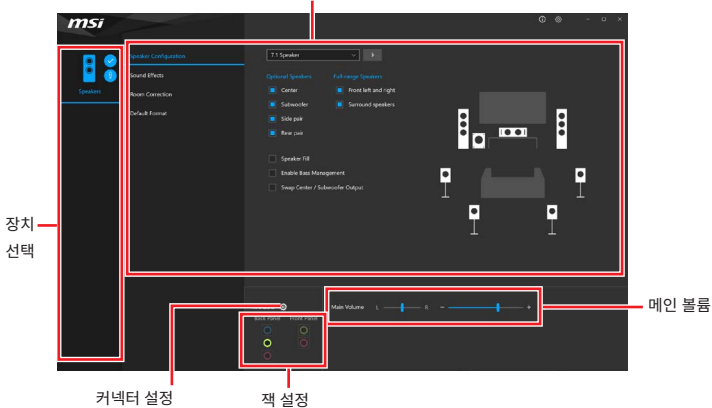 msi
Speakers
Speaker Configuration
Sound Effects
Room Correction
Default Format
7.1 Speaker
Optional Speakers
Full-range Speakers
Center
Front left and right
Subwoofer
Surround speakers
Side pair
Rear pair
Speaker Fill
Enable Bass Management
Swap Center / Subwoofer Output
장치
선택
Main Volume
L
R
메인 볼륨
Back Panel
Front Panel
커넥터 설정
잭 설정